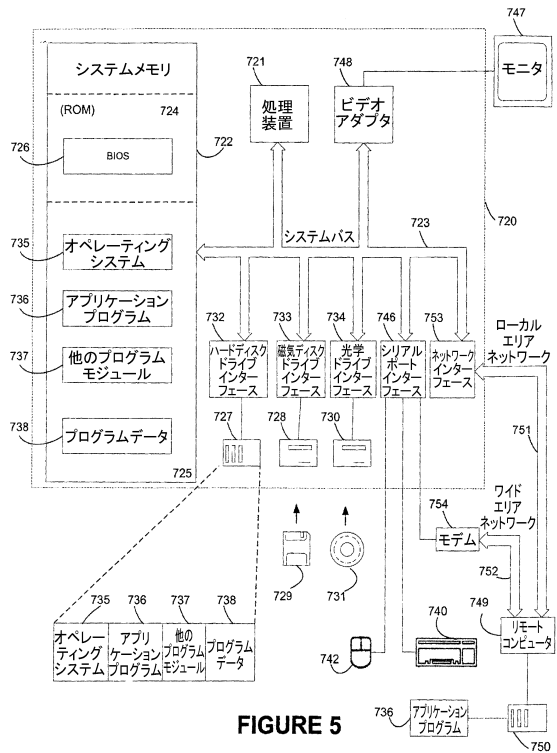 747
モニタ
システムメモリ
(ROM)
724
726
BIOS
722
721
処理
装置
748
ビデオ
アダプタ
720
システムバス
723
735
オペレーティング
システム
736
アプリケーション
プログラム
737
他のプログラム
モジュール
738
プログラムデータ
725
732
ハードディスク
ドライブ
インター
フェース
733
磁気ディスク
ドライブ
インター
フェース
734
光学
ドライブ
インター
フェース
746
シリアル
ポート
インター
フェース
753
ネットワーク
インター
フェース
ローカル
エリア
ネットワーク
751
727
728
730
754
モデム
ワイド
エリア
ネットワーク
752
729
731
735
オペレー
ティング
システム
736
アプリ
ケーション
プログラム
737
他の
プログラム
モジュール
738
プログラム
データ
742
740
749
リモート
コンピュータ
736
アプリケーション
プログラム
750
FIGURE 5